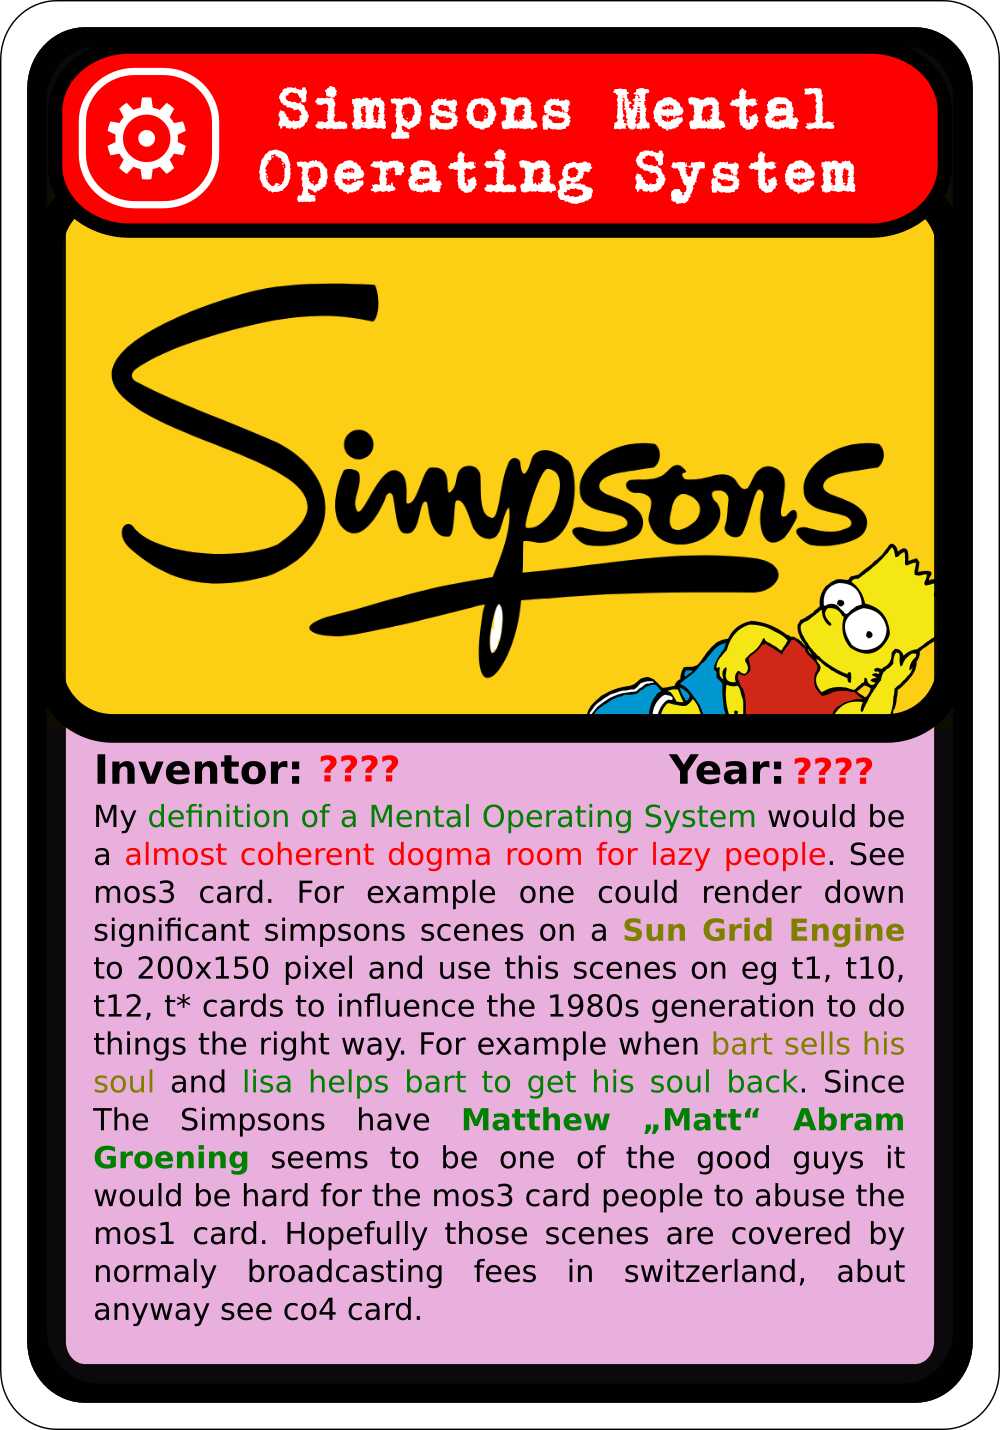 Simpsons Mental
Operating System
Simpsons
Inventor: ???? Year: ????
My definition of a Mental Operating System would be
a almost coherent dogma room for lazy people. See
mos3 card. For example one could render down
significant simpsons scenes on a Sun Grid Engine
to 200x150 pixel and use this scenes on eg t1, t10,
t12, t* cards to influence the 1980s generation to do
things the right way. For example when bart sells his
soul and lisa helps bart to get his soul back. Since
The Simpsons have Matthew „Matt“ Abram
Groening seems to be one of the good guys it
would be hard for the mos3 card people to abuse the
mos1 card. Hopefully those scenes are covered by
normaly broadcasting fees in switzerland, abut
anyway see co4 card.